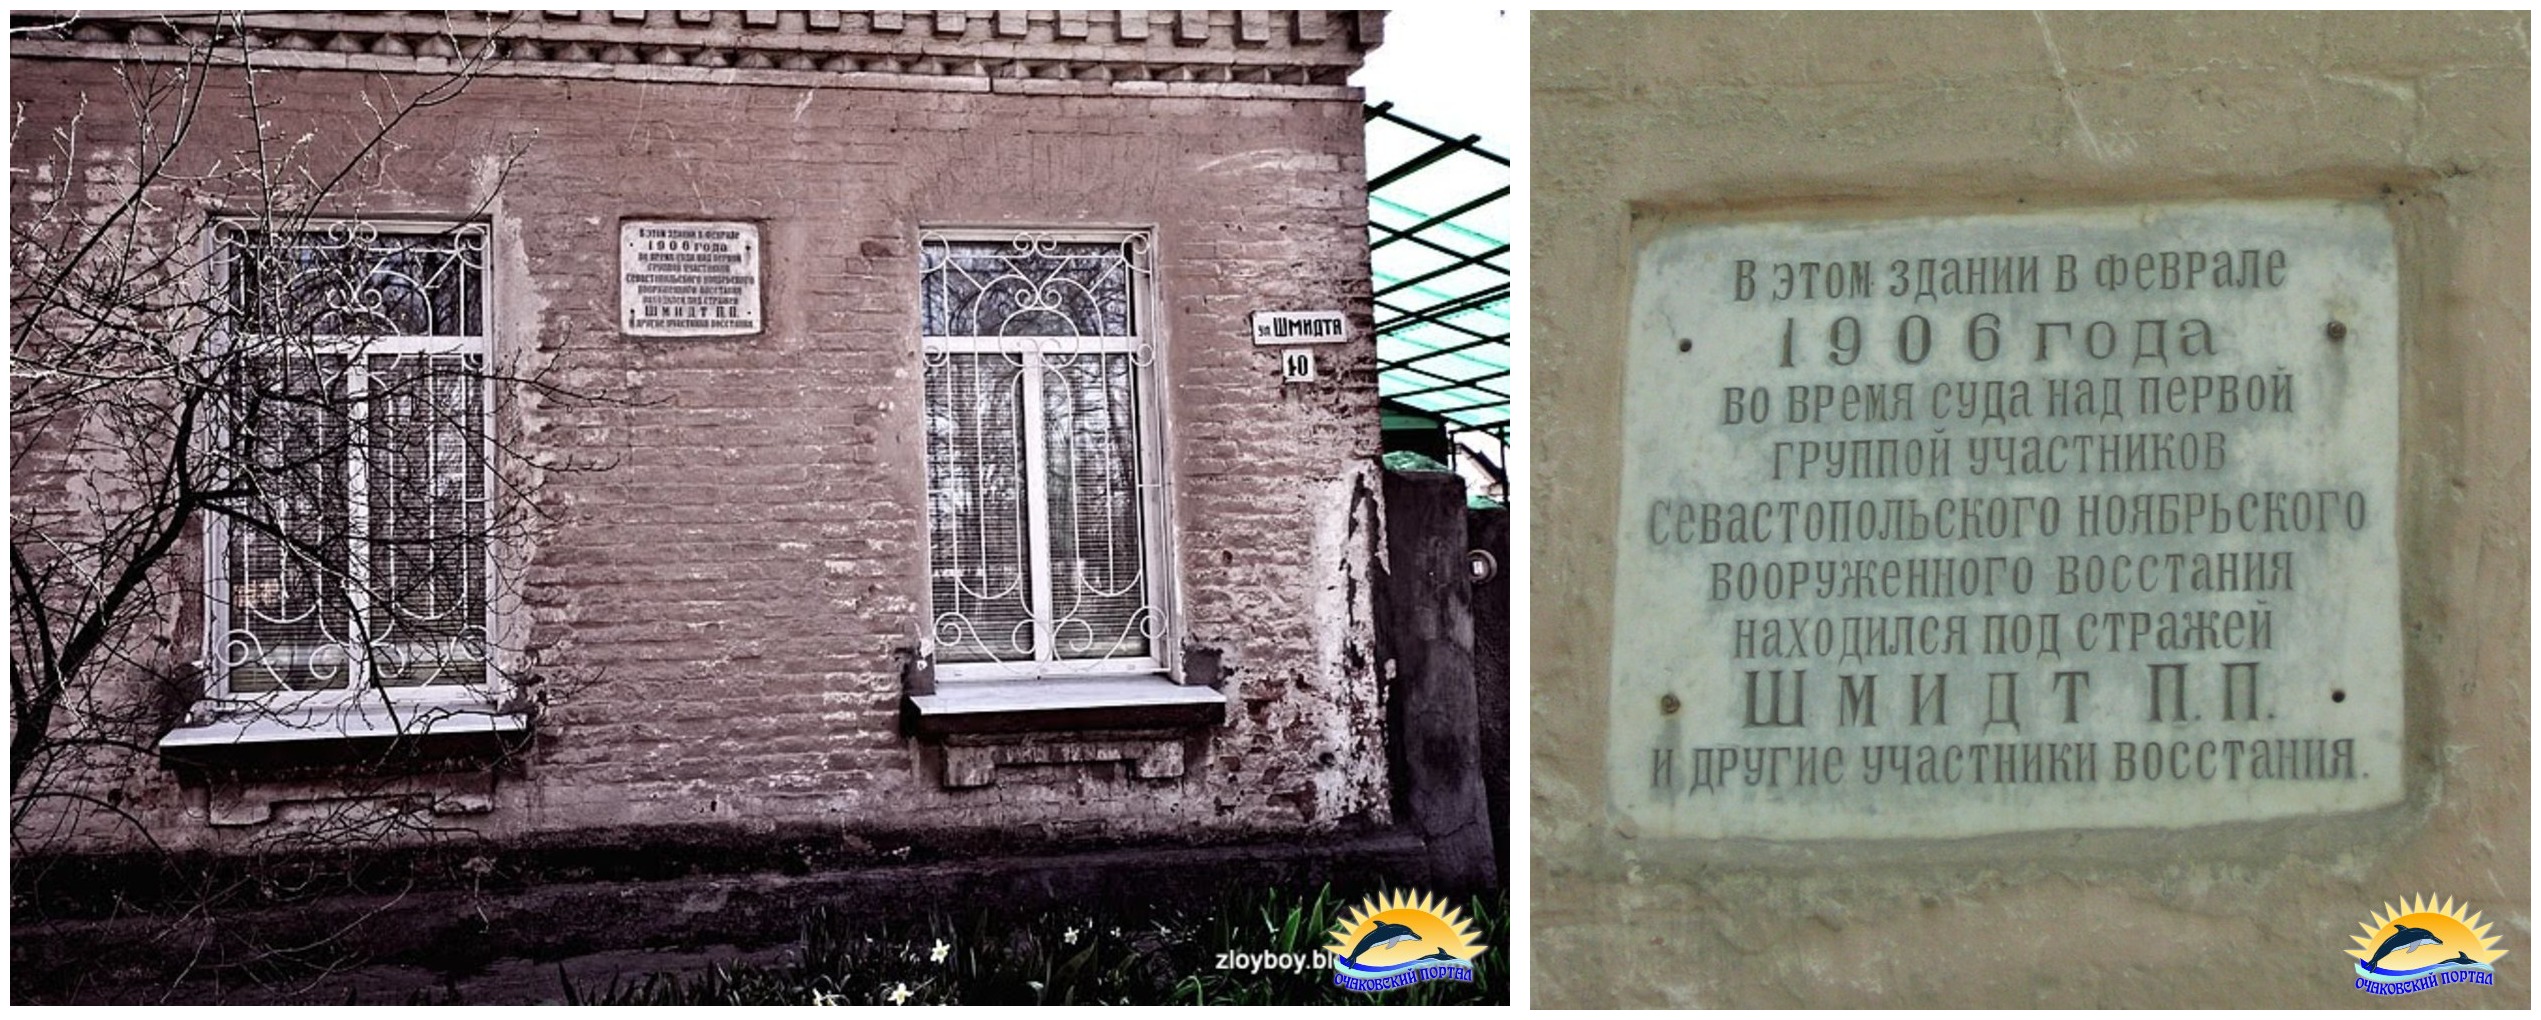 В этом здании в феврале
1906 года
во время суда над первой
группой участников
Севастопольского ноябрьского
вооруженного восстания
находился под стражей
ШМИДТ П.П.
и другие участники восстания
ул ШМИДТА
40
zloyboy.bl
ОЧАКОВСКИЙ ПОРТАЛ
В этом здании в феврале
1906 года
во время суда над первой
группой участников
Севастопольского ноябрьского
вооруженного восстания
находился под стражей
ШМИДТ П.П.
и другие участники восстания.
ОЧАКОВСКИЙ ПОРТАЛ